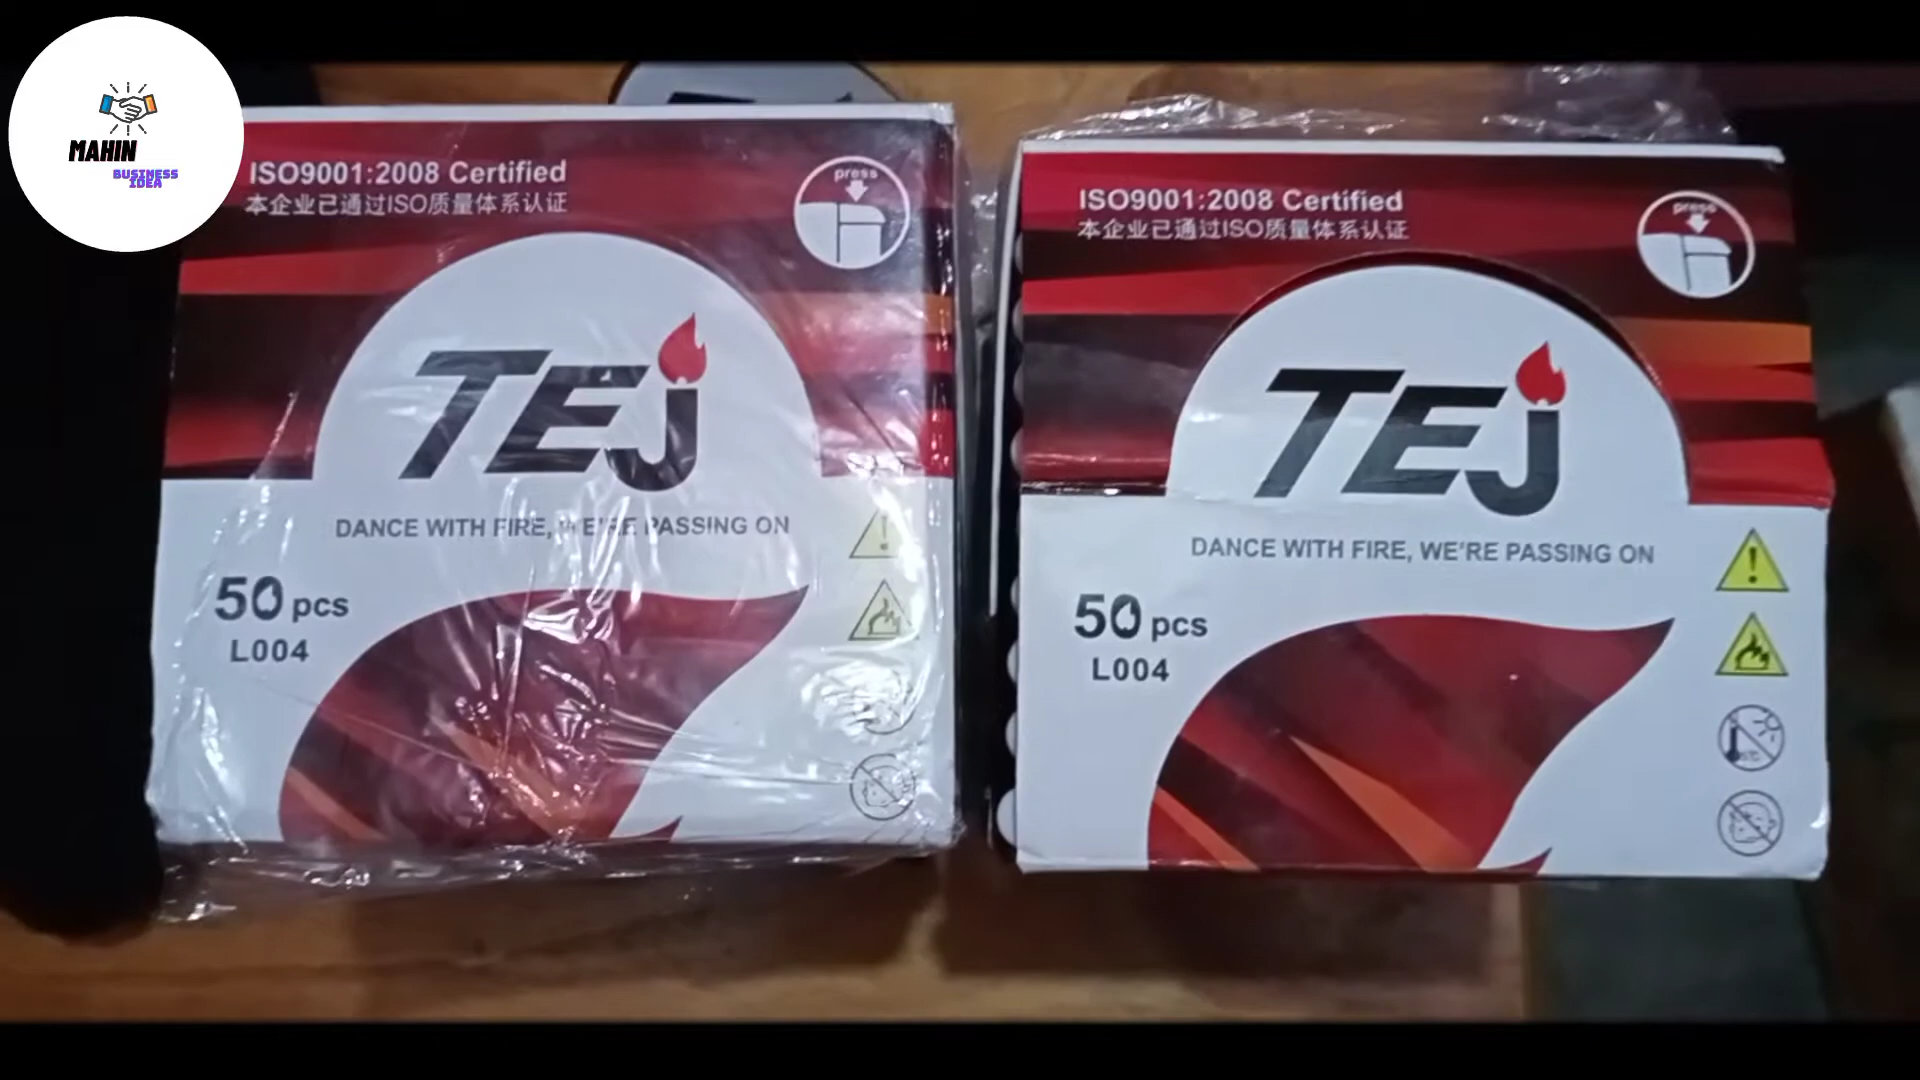 MAHIN
BUSINESS
IDEA
ISO9001:2008 Certified
本企业已通过ISO质量体系认证
press
TEJ
DANCE WITH FIRE, WE'RE PASSING ON
50 pcs
L004
ISO9001:2008 Certified
本企业已通过ISO质量体系认证
press
TEJ
DANCE WITH FIRE, WE'RE PASSING ON
50 pcs
L004